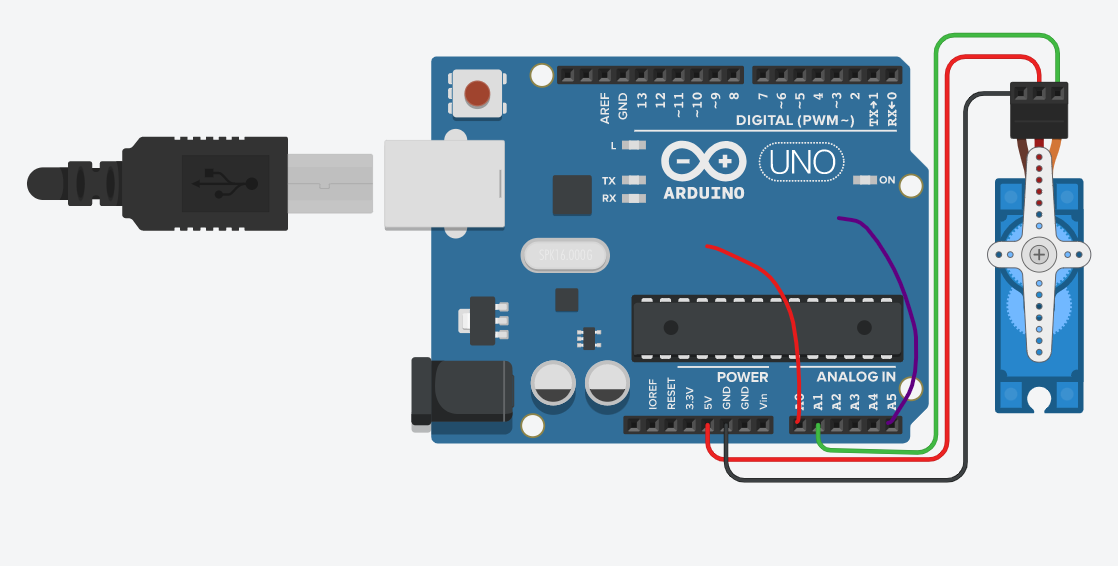 AREF
GND
13
12
~11
~10
~9
8
7
~6
~5
4
~3
2
TX→1
RX←0
DIGITAL (PWM~)
L
TX
RX
ARDUINO
UNO
ON
SPK16.000G
POWER
ANALOG IN
IOREF
RESET
3.3V
5V
GND
GND
Vin
A0
A1
A2
A3
A4
A5